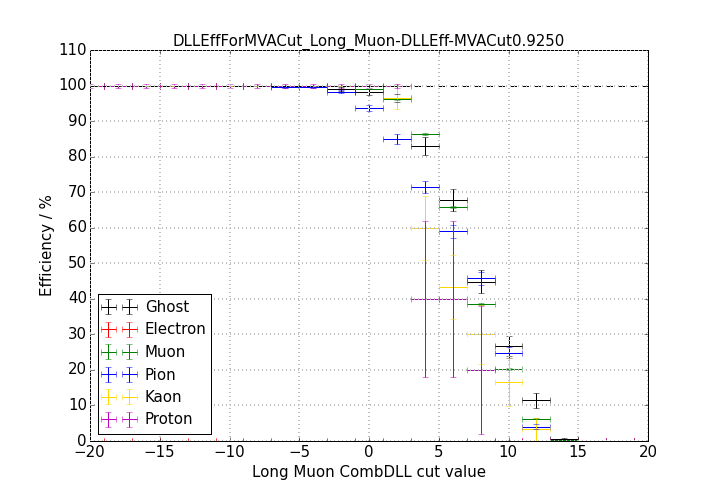 DLLEffForMVACut_Long_Muon-DLLEff-MVACut0.9250
110
100
90
80
70
60
50
40
30
20
10
0
Efficiency / %
Ghost
Electron
Muon
Pion
Kaon
Proton
−20 −15 −10 −5 0 5 10 15 20
Long Muon CombDLL cut value